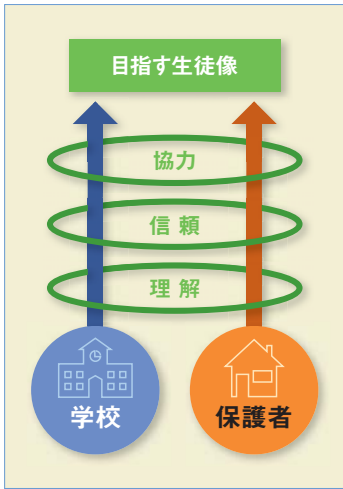 目指す生徒像
協力
信頼
理解
学校
保護者